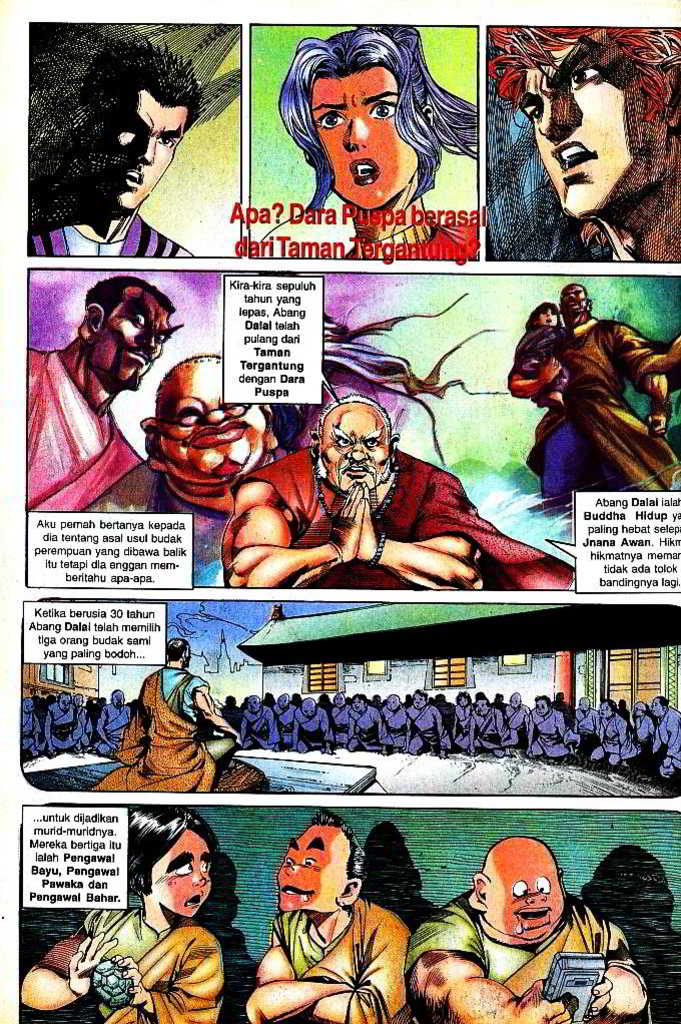 Apa? Dara Puspa berasal
dari Taman Tergantung?
Kira-kira sepuluh
tahun yang
lepas, Abang
Dalai telah
pulang dari
Taman
Tergantung
dengan Dara
Puspa
Aku pernah bertanya kepada
dia tentang asal usul budak
perempuan yang dibawa balik
itu tetapi dia enggan mem-
beritahu apa-apa.
Abang Dalai ialah
Buddha Hidup
paling hebat
Jnana Awan.
tidak ada tolok
bandingnya lagi.
Ketika berusia 30 tahun
Abang Dalai telah memilih
tiga orang budak sami
yang paling bodoh...
...untuk dijadikan
murid-muridnya.
Mereka bertiga itu
ialah Pengawal
Bayu, Pengawal
Pawaka dan
Pengawal Bahar.